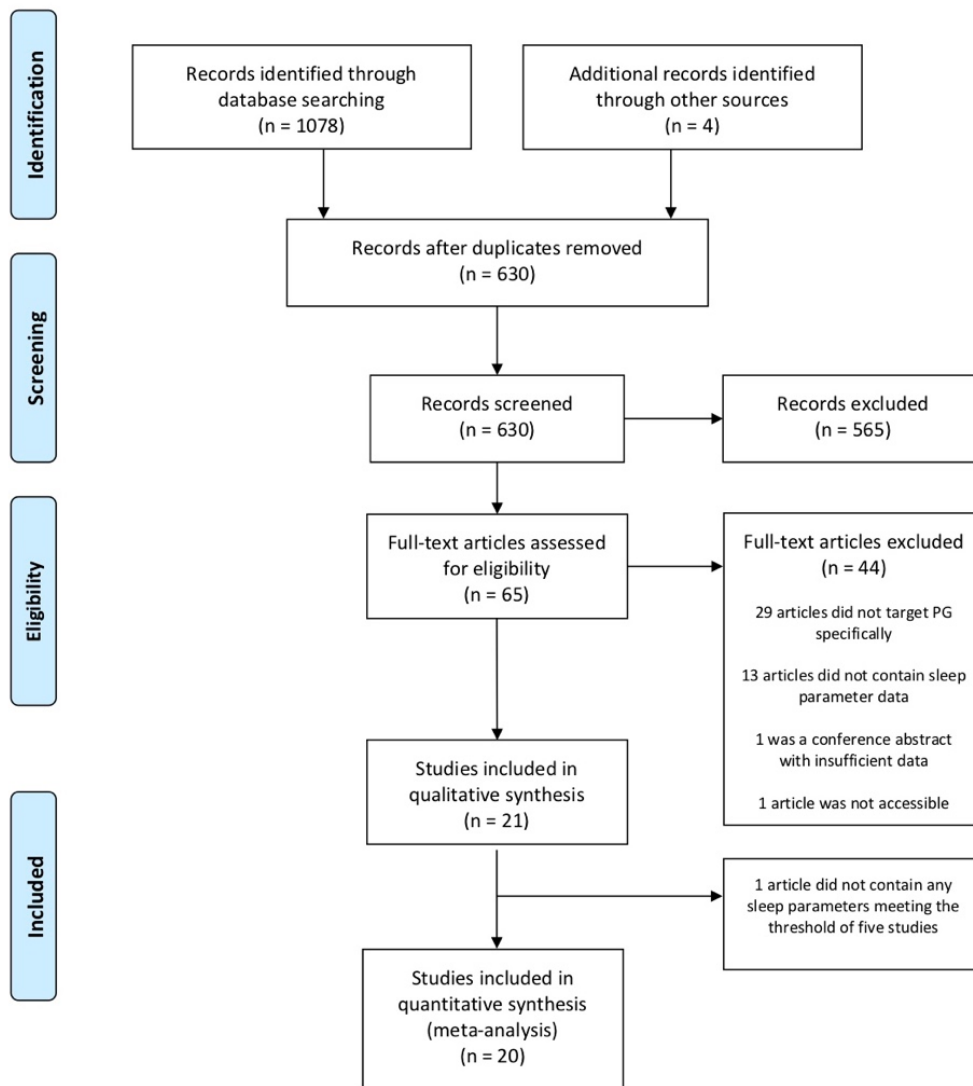 Identification
Records identified through
database searching
(n = 1078)
Additional records identified
through other sources
(n = 4)
Records after duplicates removed
(n = 630)
Screening
Records screened
(n = 630)
Records excluded
(n = 565)
Eligibility
Full-text articles assessed
for eligibility
(n = 65)
Full-text articles excluded
(n = 44)
29 articles did not target PG
specifically
13 articles did not contain sleep
parameter data
1 was a conference abstract
with insufficient data
1 article was not accessible
Studies included in
qualitative synthesis
(n = 21)
Included
1 article did not contain any
sleep parameters meeting the
threshold of five studies
Studies included in
quantitative synthesis
(meta-analysis)
(n = 20)